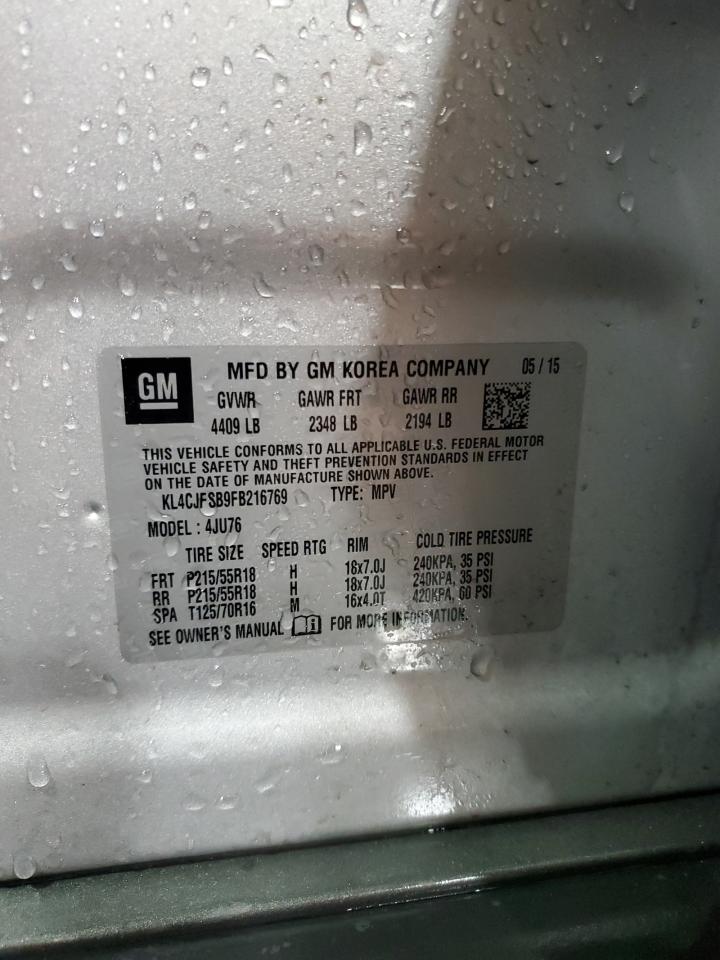 GM MFD BY GM KOREA COMPANY 05 / 15
GVWR GAWR FRT GAWR RR
4409 LB 2348 LB 2194 LB
THIS VEHICLE CONFORMS TO ALL APPLICABLE U.S. FEDERAL MOTOR
VEHICLE SAFETY AND THEFT PREVENTION STANDARDS IN EFFECT
ON THE DATE OF MANUFACTURE SHOWN ABOVE.
KL4CJFSB9FB216769 TYPE: MPV
MODEL : 4JU76
TIRE SIZE SPEED RTG RIM COLD TIRE PRESSURE
FRT P215/55R18 H 18x7.0J 240KPA, 35 PSI
RR P215/55R18 H 18x7.0J 240KPA, 35 PSI
SPA T125/70R16 M 16x4.0T 420KPA, 60 PSI
SEE OWNER'S MANUAL FOR MORE INFORMATION.